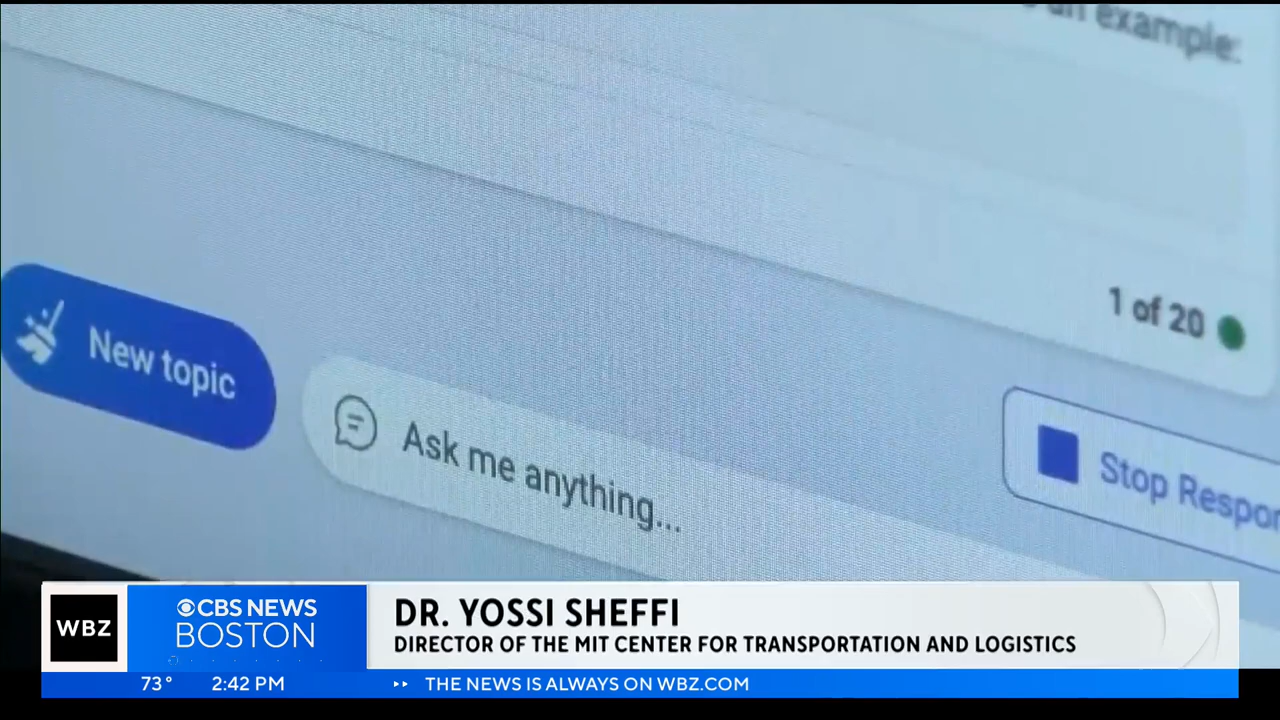 an example:
1 of 20
New topic
Ask me anything...
Stop
WBZ
CBS NEWS
BOSTON
DR. YOSSI SHEFFI
DIRECTOR OF THE MIT CENTER FOR TRANSPORTATION AND LOGISTICS
73° 2:42 PM THE NEWS IS ALWAYS ON WBZ.COM